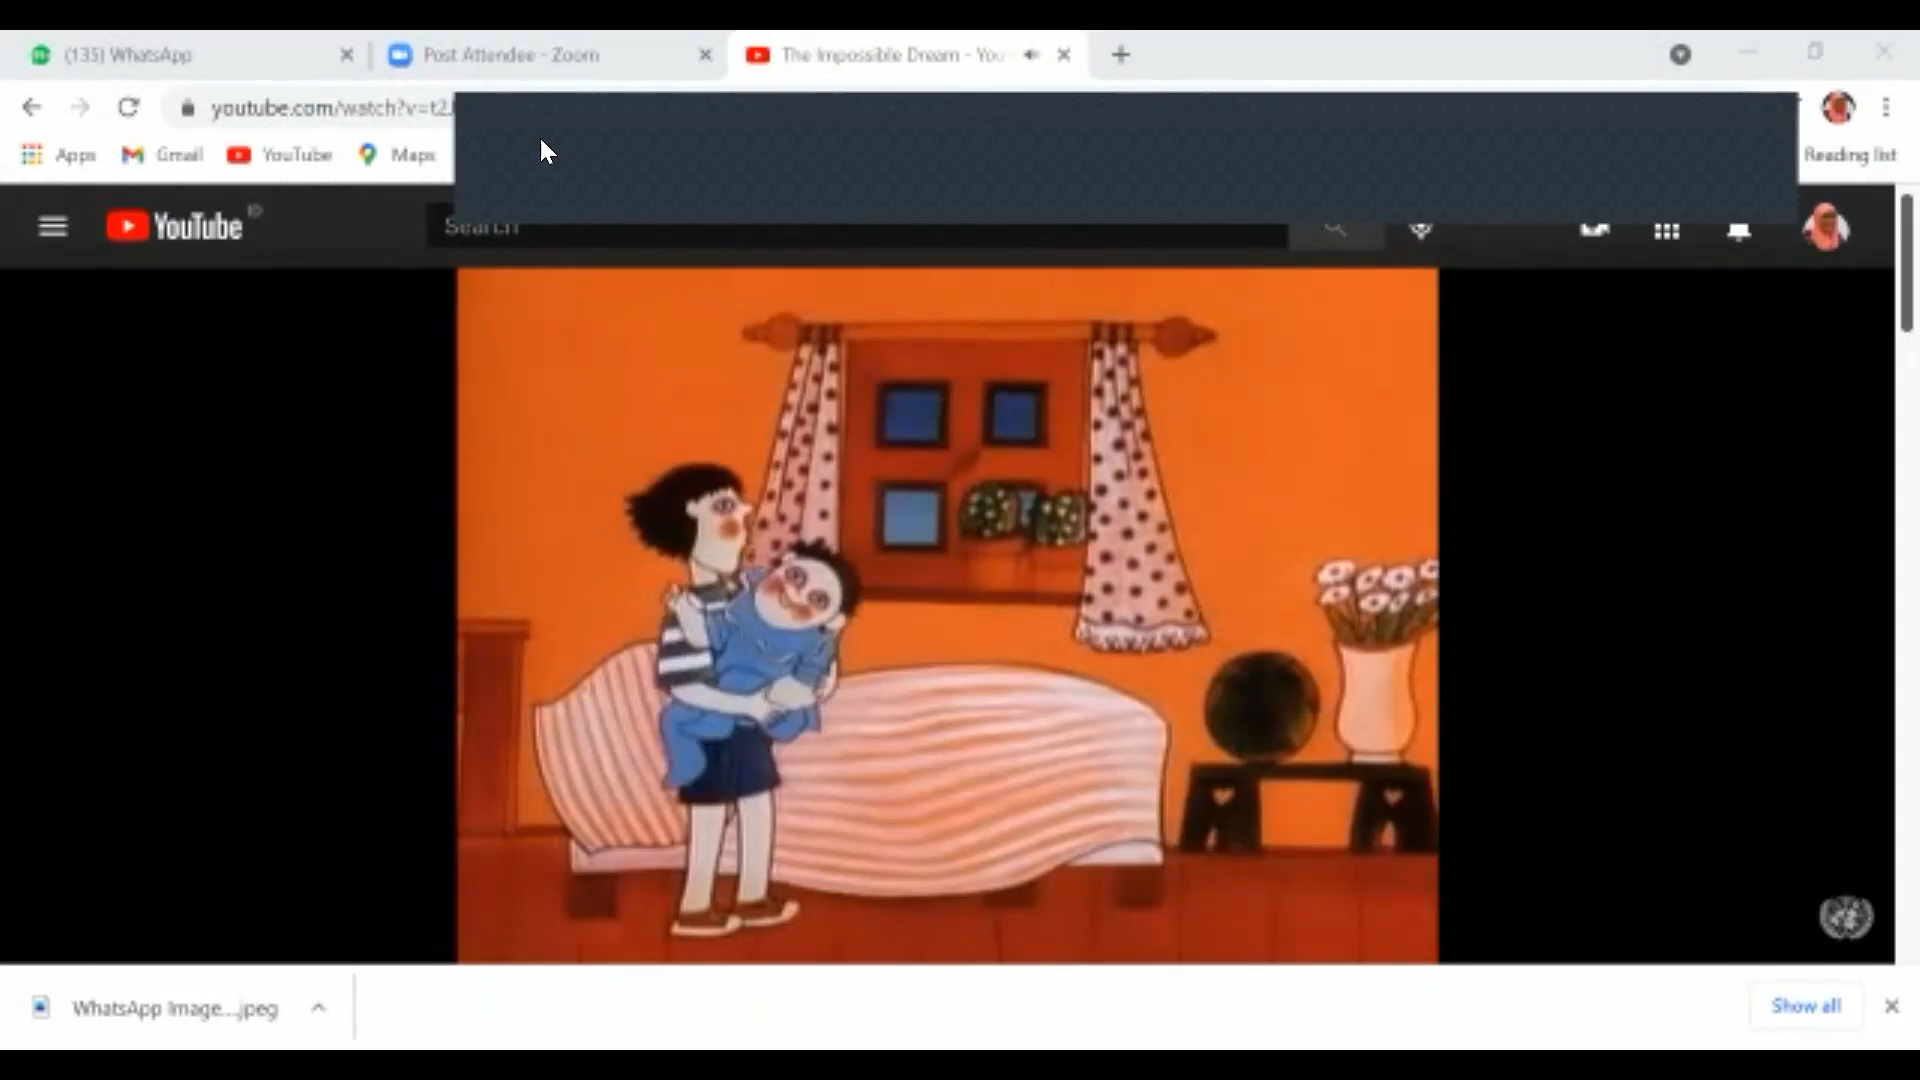 (135) WhatsApp
Post Attendee - Zoom
The Impossible Dream - You
youtube.com/watch?v=t2
Apps
Gmail
YouTube
Maps
Reading list
YouTube ID
Search
WhatsApp Image...jpeg
Show all